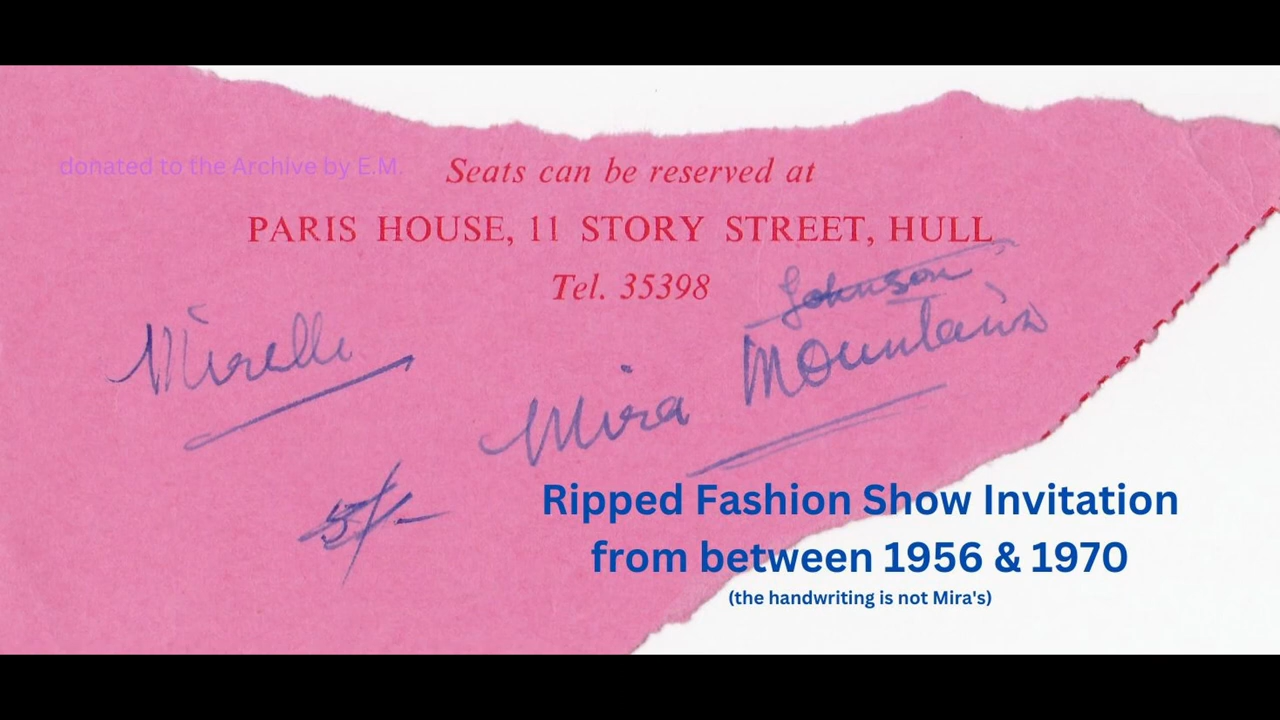 donated to the Archive by E.M.
Seats can be reserved at
PARIS HOUSE, 11 STORY STREET, HULL
Tel. 35398
Johnson
Mirelle
Mira Mountains
5/-
Ripped Fashion Show Invitation
from between 1956 & 1970
(the handwriting is not Mira's)